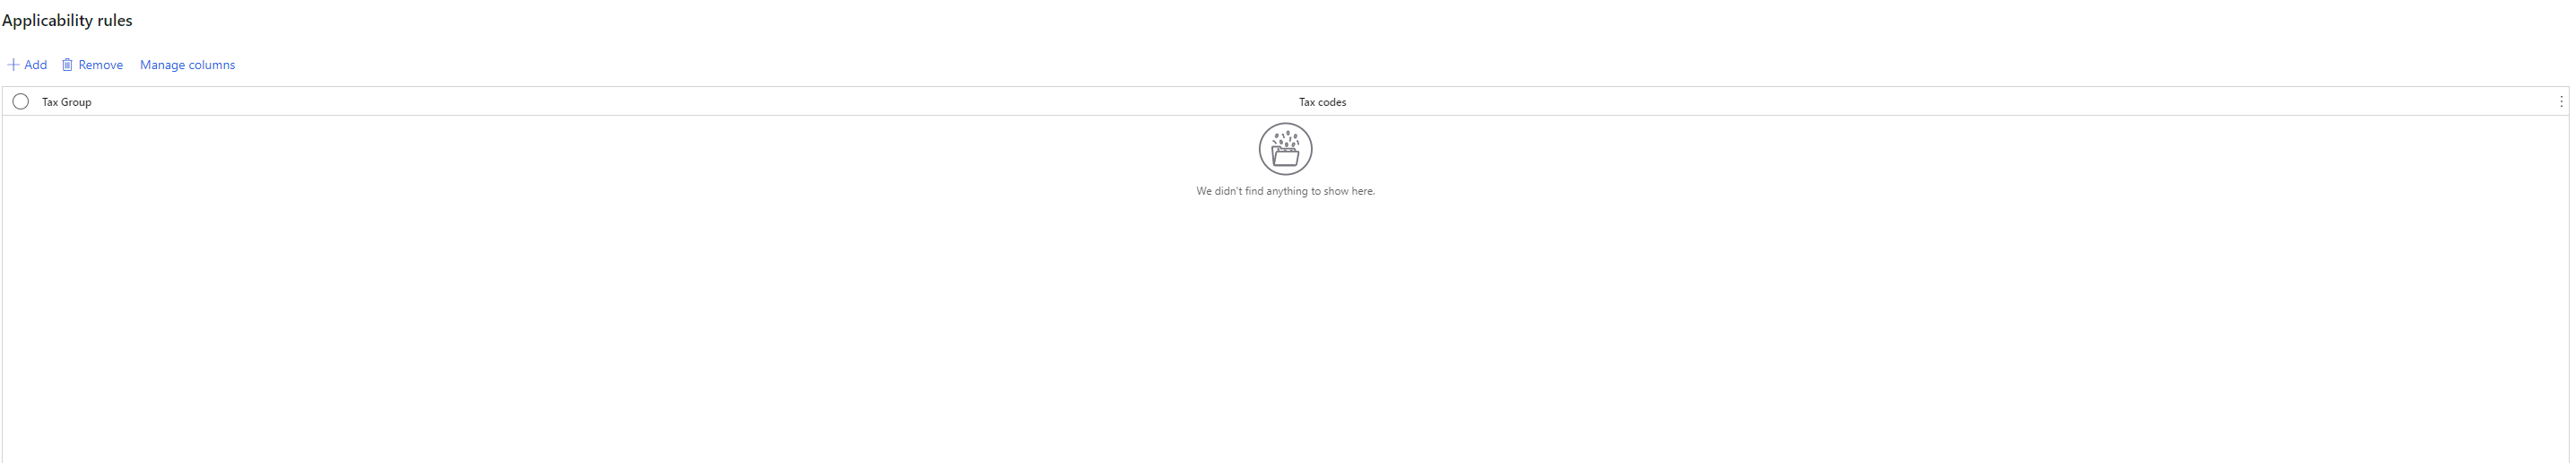 Applicability rules
Add Remove Manage columns
Tax Group Tax codes
We didn't find anything to show here.